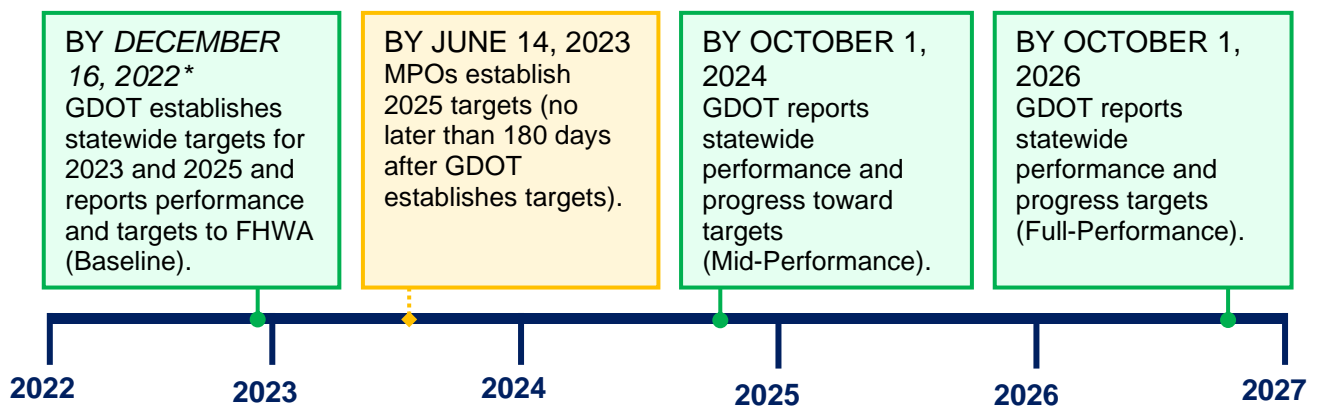 BY DECEMBER
16, 2022*
GDOT establishes
statewide targets for
2023 and 2025 and
reports performance
and targets to FHWA
(Baseline).
BY JUNE 14, 2023
MPOs establish
2025 targets (no
later than 180 days
after GDOT
establishes targets).
BY OCTOBER 1,
2024
GDOT reports
statewide
performance and
progress toward
targets
(Mid-Performance).
BY OCTOBER 1,
2026
GDOT reports
statewide
performance and
progress targets
(Full-Performance).
2022
2023
2024
2025
2026
2027